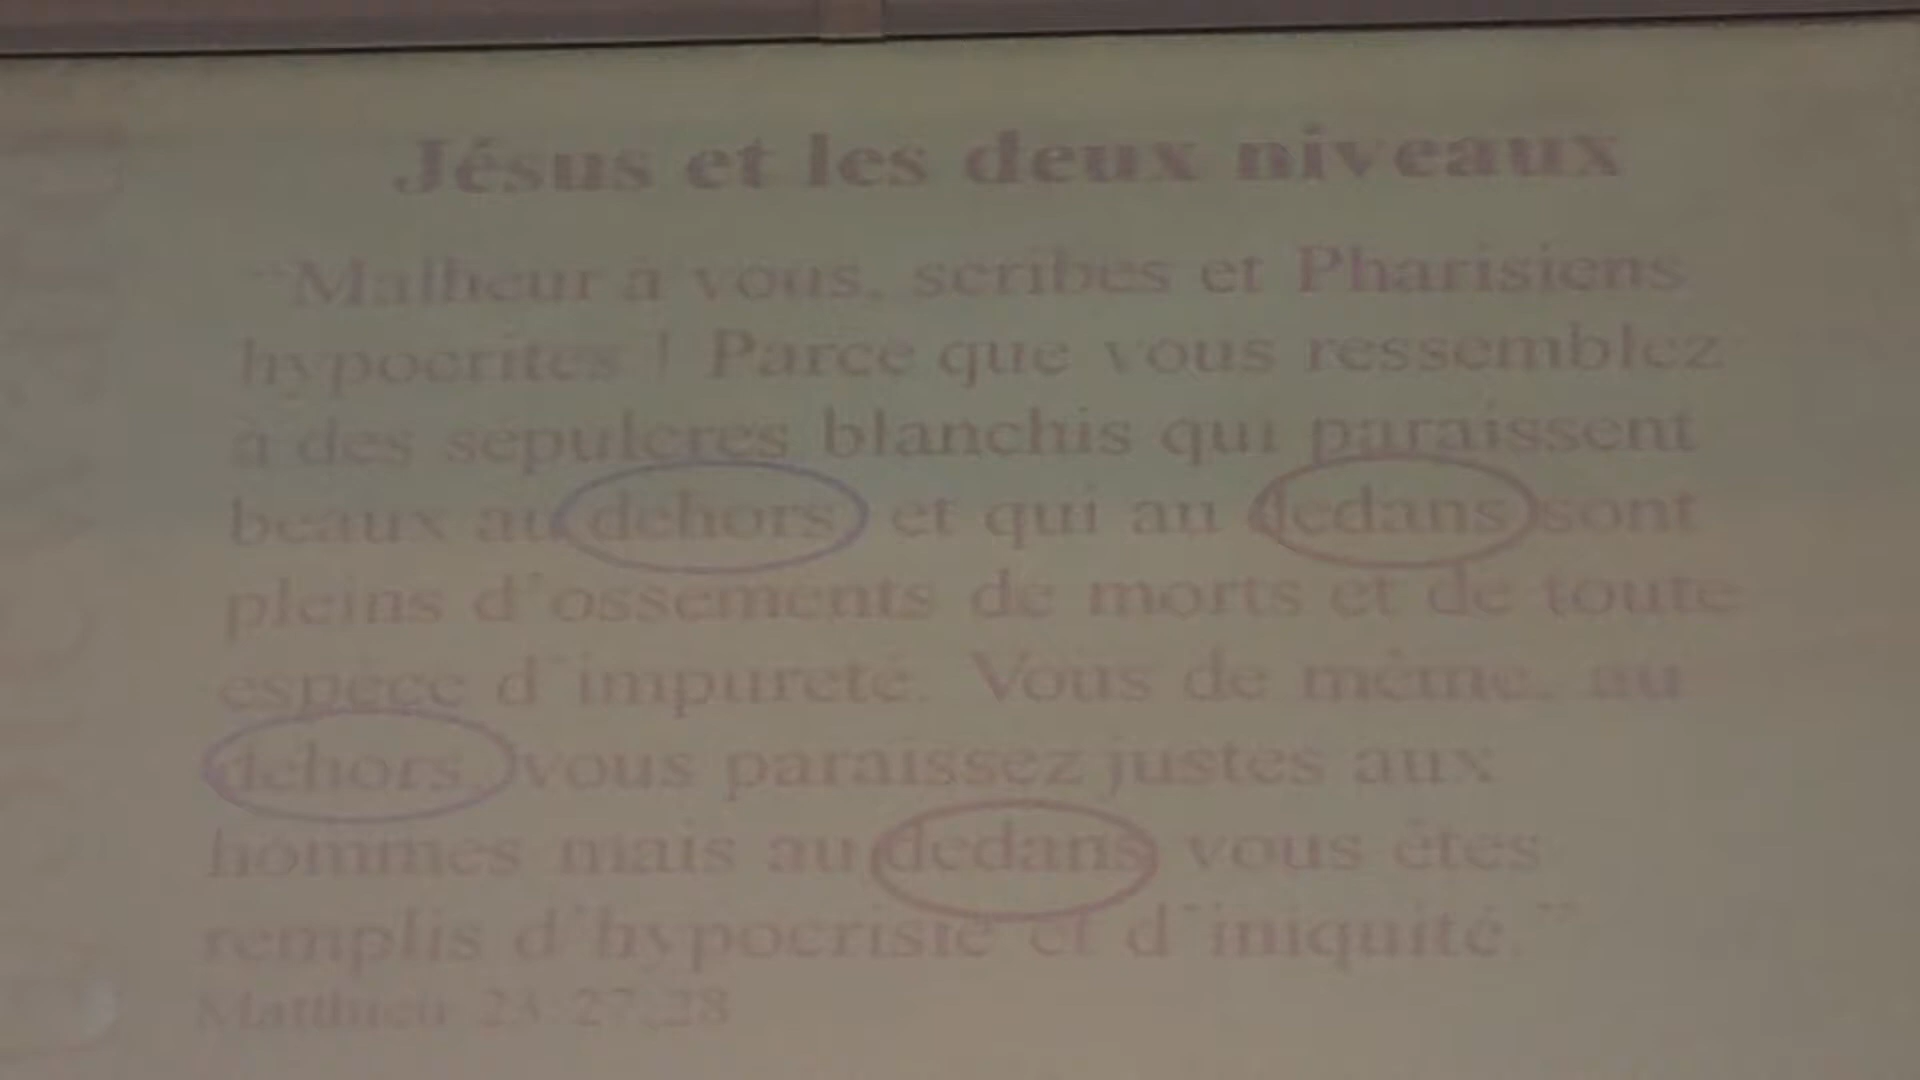 Jésus et les deux niveaux
"Malheur à vous, scribes et Pharisiens
hypocrites ! Parce que vous ressemblez
à des sépulcres blanchis qui paraissent
beaux au dehors et qui au dedans sont
pleins d'ossements de morts et de toute
espèce d'impureté. Vous de même, au
dehors, vous paraissez justes aux
hommes mais au dedans vous êtes
remplis d'hypocrisie et d'iniquité."
Matthieu 23:27,28